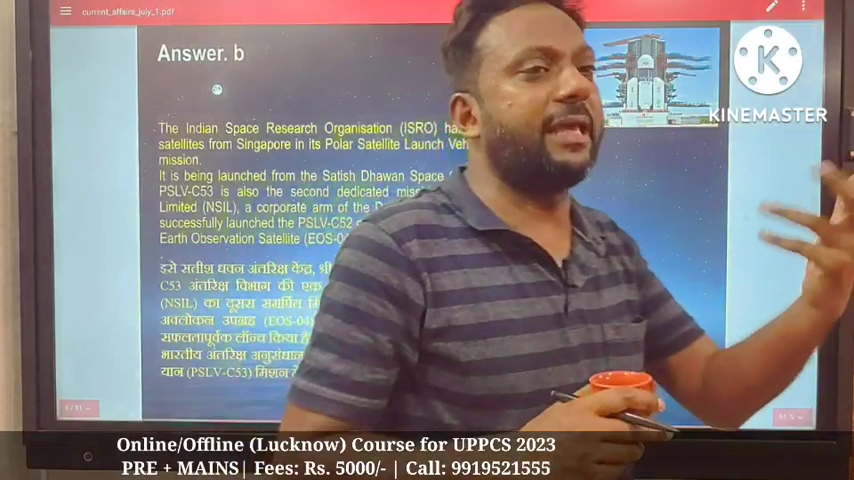 current_affairs_july_1.pdf
Answer. b
K
KINEMASTER
The Indian Space Research Organisation (ISRO)
satellites from Singapore in its Polar Satellite Launch
mission.
It is being launched from the Satish Dhawan Space
PSLV-C53 is also the second dedicated
Limited (NSIL), a corporate arm of the
successfully launched the PSLV-C52
Earth Observation Satellite (EOS-04
इसे सतीश धवन अंतरिक्ष केंद्र,
C53 अंतरिक्ष विभाग की एक
(NSIL) का दूसरा समर्पित
अवलोकन उपग्रह (EOS-04)
सफलतापूर्वक लॉन्च किया
भारतीय अंतरिक्ष अनुसंधान
यान (PSLV-C53) मिशन
61 %
Online/Offline (Lucknow) Course for UPPCS 2023
PRE + MAINS| Fees: Rs. 5000/- | Call: 9919521555